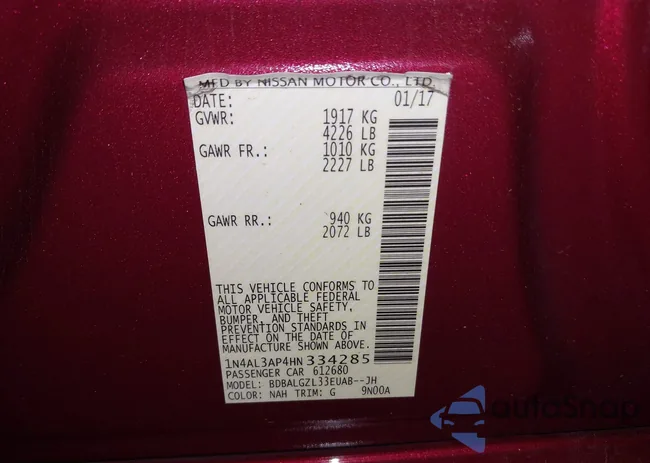 MFD BY NISSAN MOTOR CO., LTD.
DATE: 01/17
GVWR: 1917 KG
4226 LB
GAWR FR.: 1010 KG
2227 LB
GAWR RR.: 940 KG
2072 LB
THIS VEHICLE CONFORMS TO
ALL APPLICABLE FEDERAL
MOTOR VEHICLE SAFETY,
BUMPER, AND THEFT
PREVENTION STANDARDS IN
EFFECT ON THE DATE OF
MANUFACTURE SHOWN ABOVE.
1N4AL3AP4HN334285
PASSENGER CAR 612680
MODEL: BDBALGZL33EUAB--JH
COLOR: NAH TRIM: G 9N00A
autoSnap